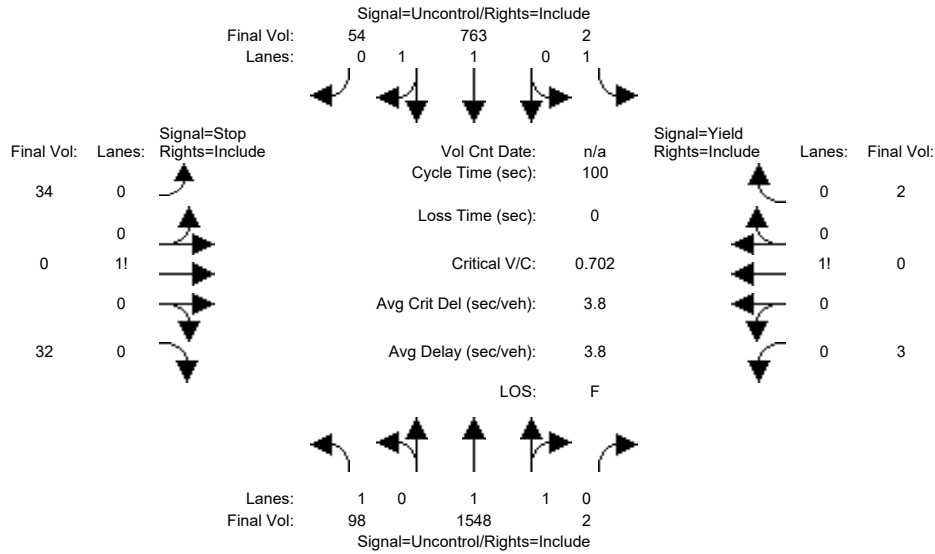 Signal=Uncontrol/Rights=Include
Final Vol: 54 763 2
Lanes: 0 1 1 0 1
Signal=Stop Signal=Yield
Final Vol: Lanes: Rights=Include Vol Cnt Date: n/a Rights=Include Lanes: Final Vol:
Cycle Time (sec): 100
34 0 0 2
Loss Time (sec): 0
0 0
0 1! Critical V/C: 0.702 1! 0
0 Avg Crit Del (sec/veh): 3.8 0
32 0 Avg Delay (sec/veh): 3.8 0 3
LOS: F
Lanes: 1 0 1 1 0
Final Vol: 98 1548 2
Signal=Uncontrol/Rights=Include